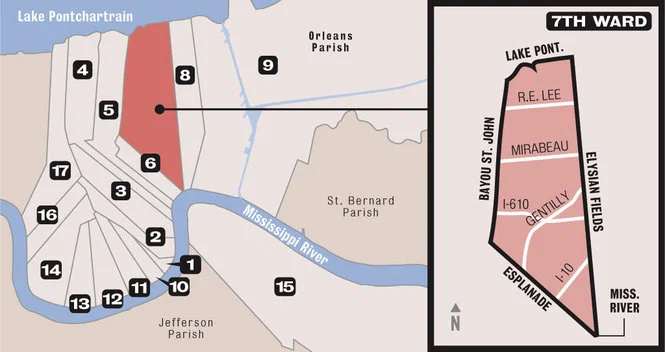 Lake Pontchartrain
Orleans
Parish
4
8
9
5
6
17
3
16
St. Bernard
Parish
Mississippi River
2
1
14
15
10
11
12
13
Jefferson
Parish
7TH WARD
LAKE PONT.
R.E. LEE
BAYOU ST. JOHN
MIRABEAU
ELYSIAN FIELDS
I-610
GENTILLY
I-10
ESPLANADE
MISS.
RIVER
N